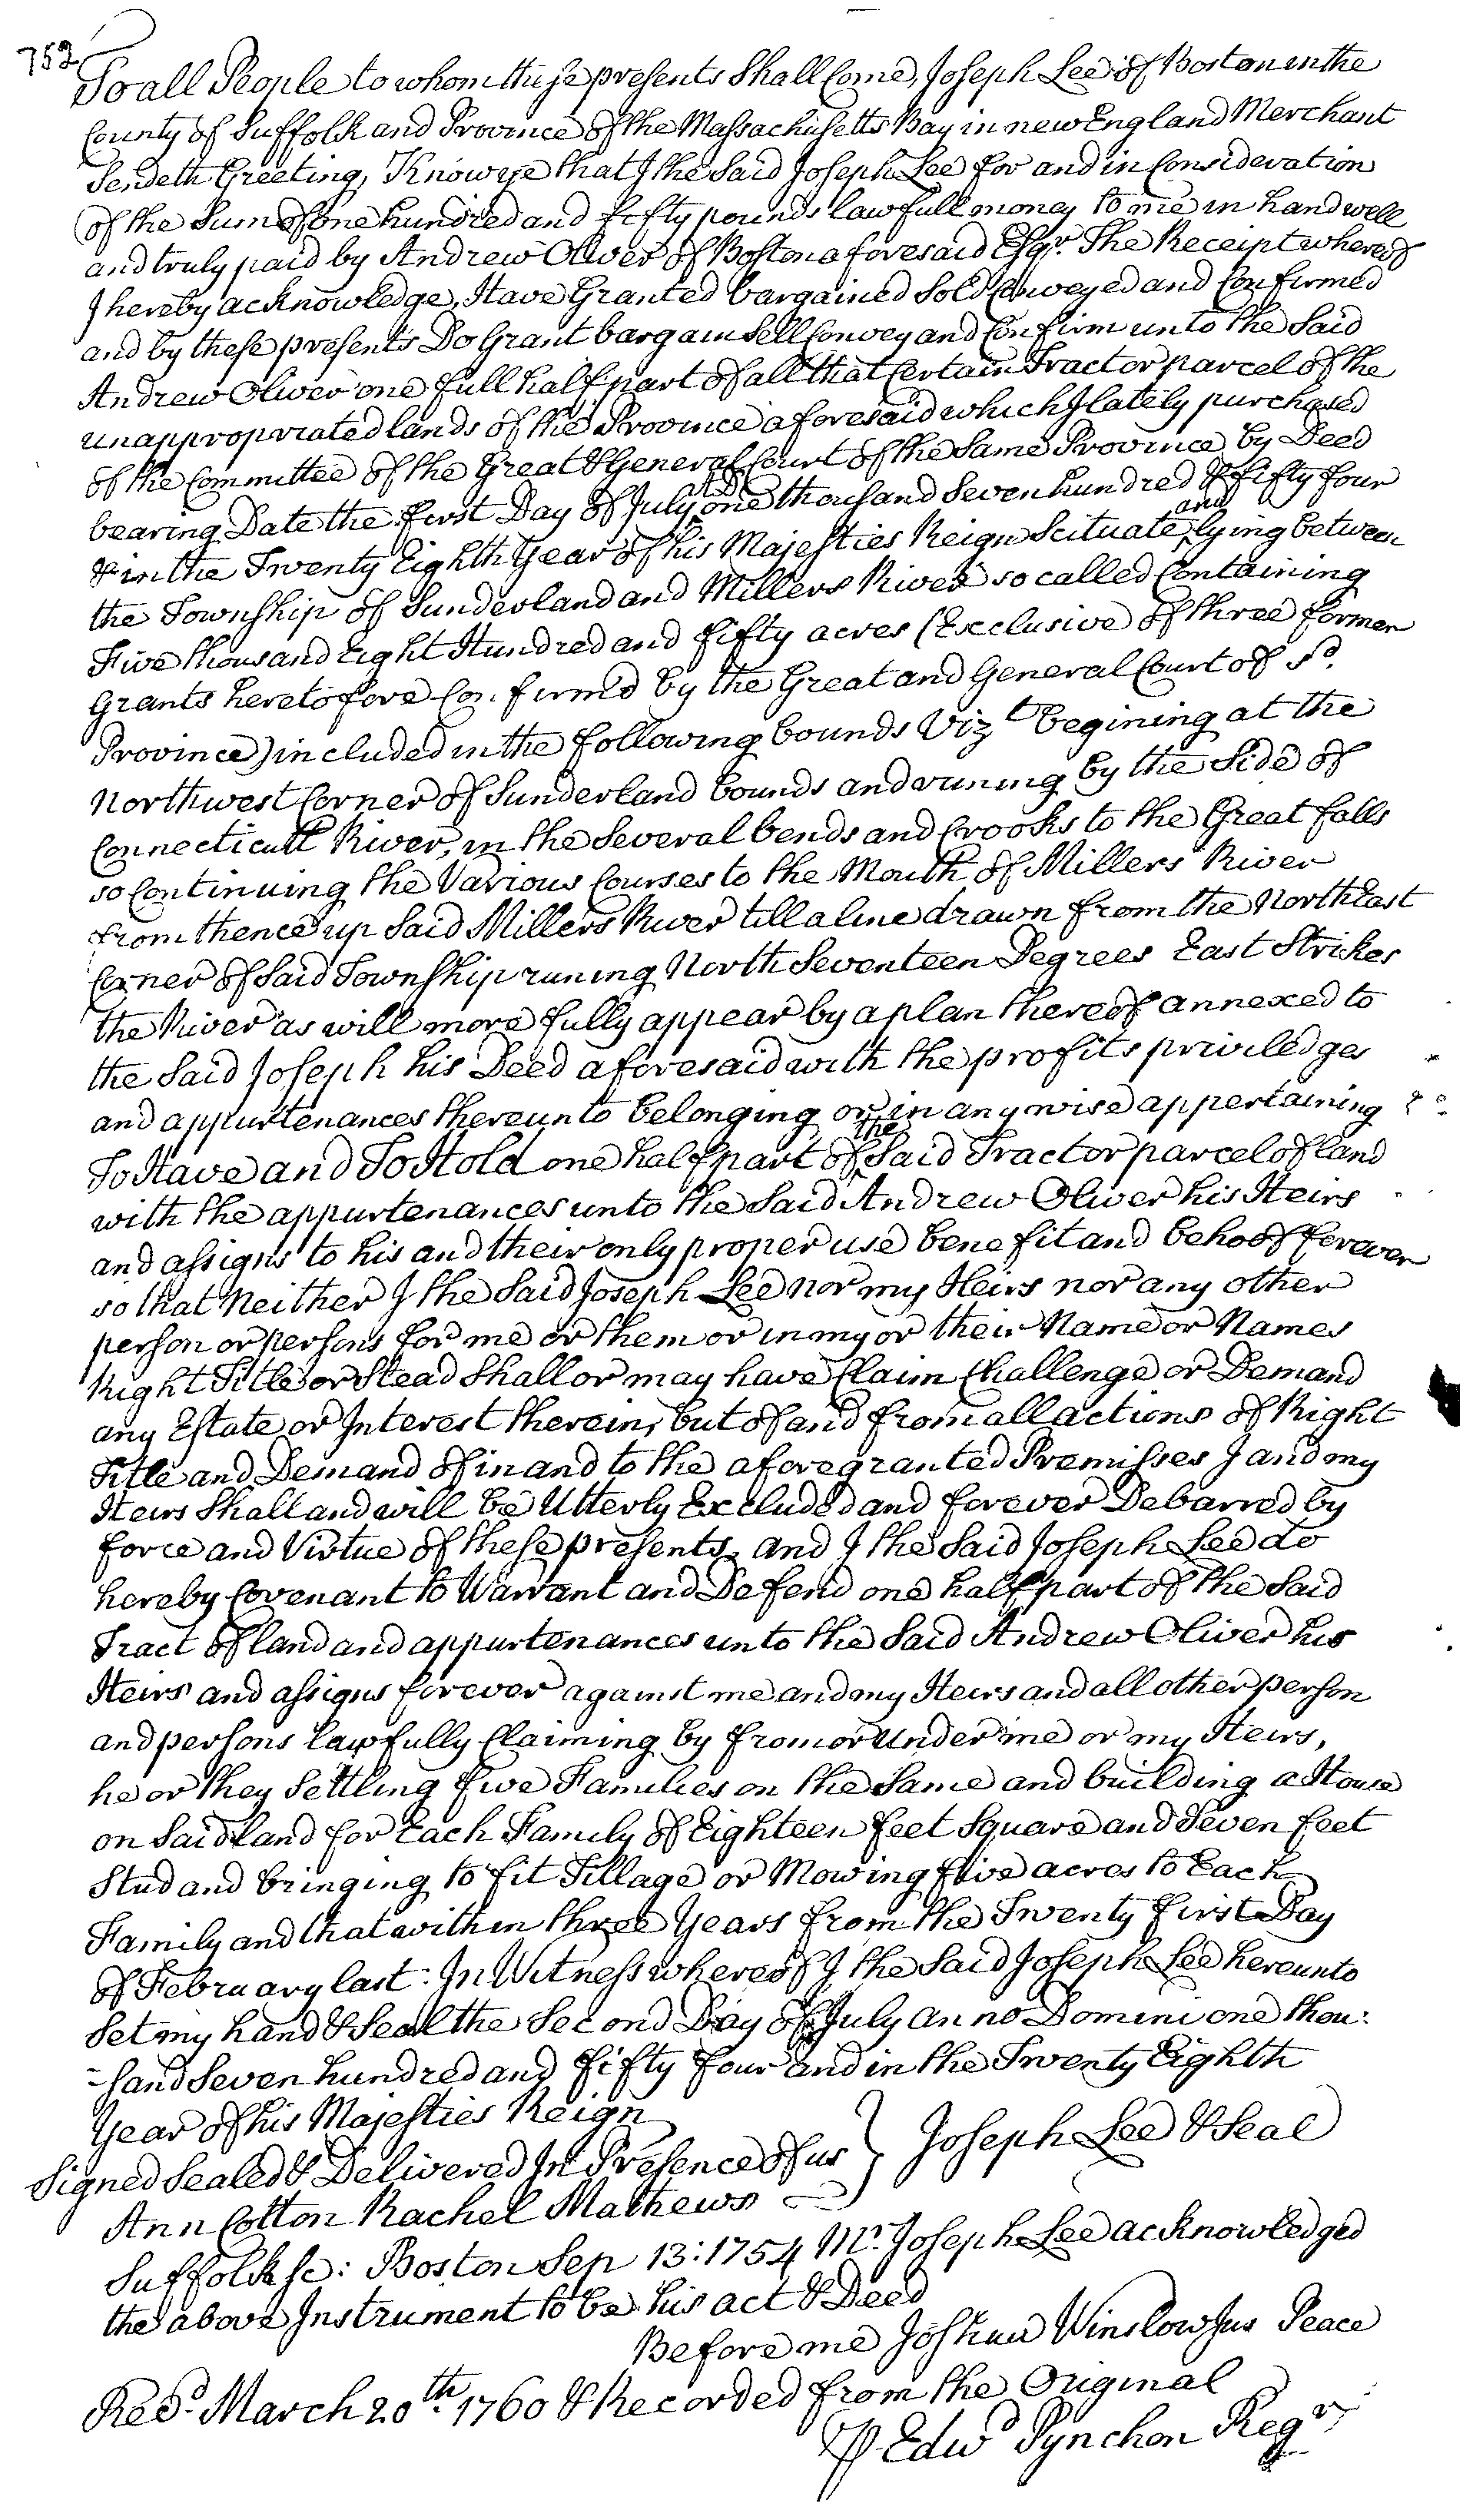 752
To all People to whom these presents Shall Come, Joseph Lee of Boston in the
County of Suffolk and Province of the Massachusetts Bay in new England Merchant
Sendeth Greeting, Know ye that I the Said Joseph Lee for and in Consideration
of the Sum of one hundred and fifty pounds lawfull money to me in hand well
and truly paid by Andrew Oliver of Boston aforesaid Esqr. The Receipt whereof
I hereby acknowledge, Have Granted bargained Sold Conveyed and Confirmed
and by these presents Do Grant bargain Sell Convey and Confirm unto the Said
Andrew Oliver one full half part of all that Certain Tract or parcel of the
unappropriated lands of the Province aforesaid which I lately purchased
of the Committee of the Great & General Court of the Same Province by Deed
bearing Date the first Day of July AD one thousand Seven hundred & fifty four
& in the Twenty Eighth Year of his Majesties Reign Scituate and lying between
the Township of Sunderland and Millers River so called Containing
Five thousand Eight Hundred and fifty acres (Exclusive of three former
Grants heretofore Confirmd by the Great and General Court of sd.
Province) included in the following bounds Vizt begining at the
Northwest Corner of Sunderland bounds and runing by the Side of
Connecticutt River, in the Several bends and Crooks to the Great falls
so Continuing the Various Courses to the Mouth of Millers River
from thence up Said Millers River till a line drawn from the North East
Corner of Said Township runing North Seventeen Degrees East Strikes
the River as will more fully appear by a plan thereof annexed to
the Said Joseph his Deed aforesaid with the profits priviledges
and appurtenances thereunto belonging or in any wise appertaining
To Have and To Hold one half part of the Said Tract or parcel of land
with the appurtenances unto the Said Andrew Oliver his Heirs
and assigns to his and their only proper use benefit and behoof forever
so that Neither I the Said Joseph Lee nor my Heirs nor any other
person or persons for me or them or in my or their Name or Names
Right Title or Stead Shall or may have Claim Challenge or Demand
any Estate or Interest therein, but of and from all actions of Right
Title and Demand of in and to the aforegranted Premisses I and my
Heirs Shall and will be Utterly Excluded and forever Debarred by
force and Virtue of these presents, and I the Said Joseph Lee do
hereby Covenant to Warrant and Defend one half part of the Said
Tract of land and appurtenances unto the Said Andrew Oliver his
Heirs and assigns forever against me and my Heirs and all other person
and persons lawfully Claiming by from or Under me or my Heirs,
he or they Settling five Families on the Same and building a House
on Said land for Each Family of Eighteen feet Square and Seven feet
Stud and bringing to fit Tillage or Mowing five acres to Each
Family and that within three Years from the Twenty first Day
of February last: In Witness whereof I the Said Joseph Lee hereunto
Set my hand & Seal the Second Day of July anno Domini one thou:
-sand Seven hundred and fifty four and in the Twenty Eighth
Year of his Majesties Reign
Joseph Lee & Seal
Signed Sealed & Delivered In Presence of us
Ann Cotton Rachel Mathews
Suffolk sc: Boston Sep 13: 1754 Mr. Joseph Lee acknowledged
the above Instrument to be his act & Deed
Before me Joshua Winslow Jus Peace
Recd. March 20th. 1760 & Recorded from the Original
P Edwd Pynchon Regr